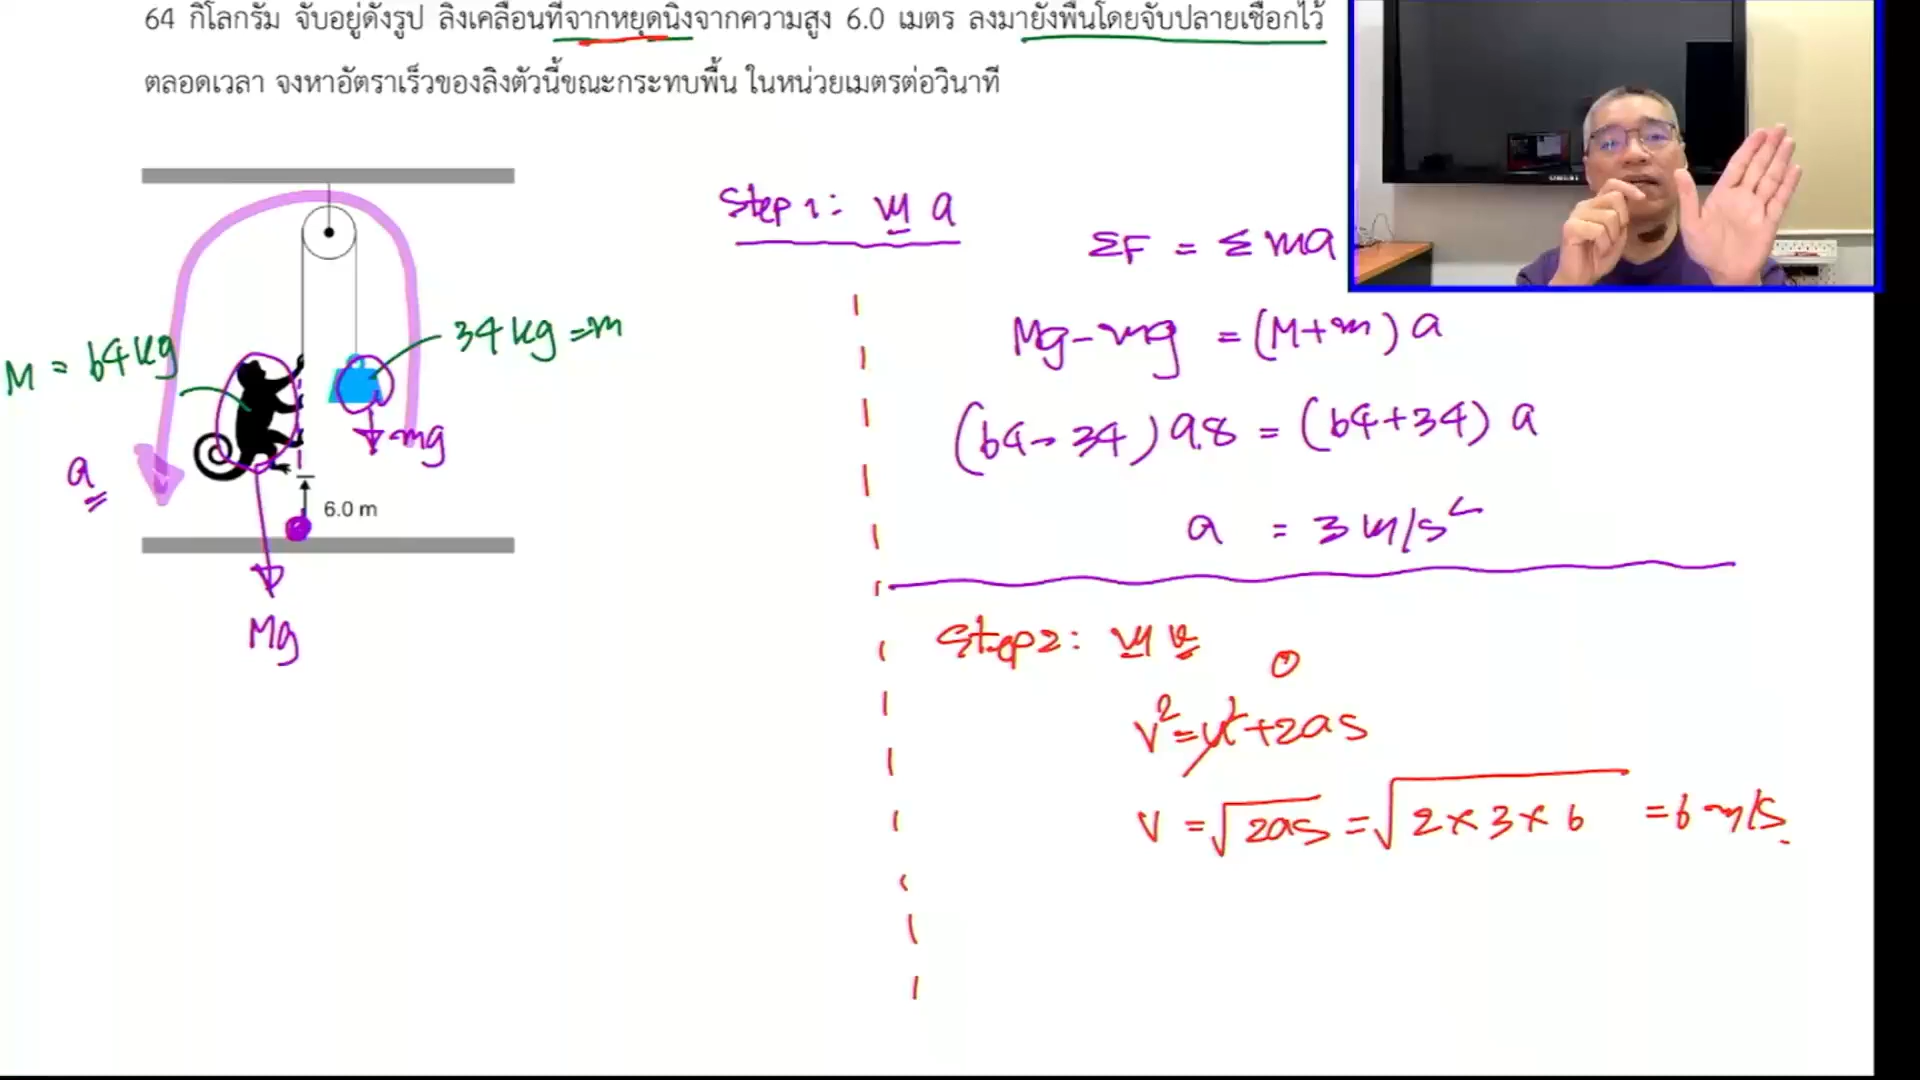 64 กิโลกรัม จับอยู่ดังรูป ลิงเคลื่อนที่จากหยุดนิ่งจากความสูง 6.0 เมตร ลงมายังพื้นโดยจับปลายเชือกไว้
ตลอดเวลา จงหาอัตราเร็วของลิงตัวนี้ขณะกระทบพื้น ในหน่วยเมตรต่อวินาที
M = 64 kg
34 kg = m
mg
a
6.0 m
Mg
Step 1: หา a
ΣF = Σ ma
Mg - mg = (M+m) a
(64 - 34) 9.8 = (64+34) a
a = 3 m/s²
Step 2: หา v
0
v² = u² + 2as
v = √2as = √2 × 3 × 6 = 6 m/s
SAMSUNG